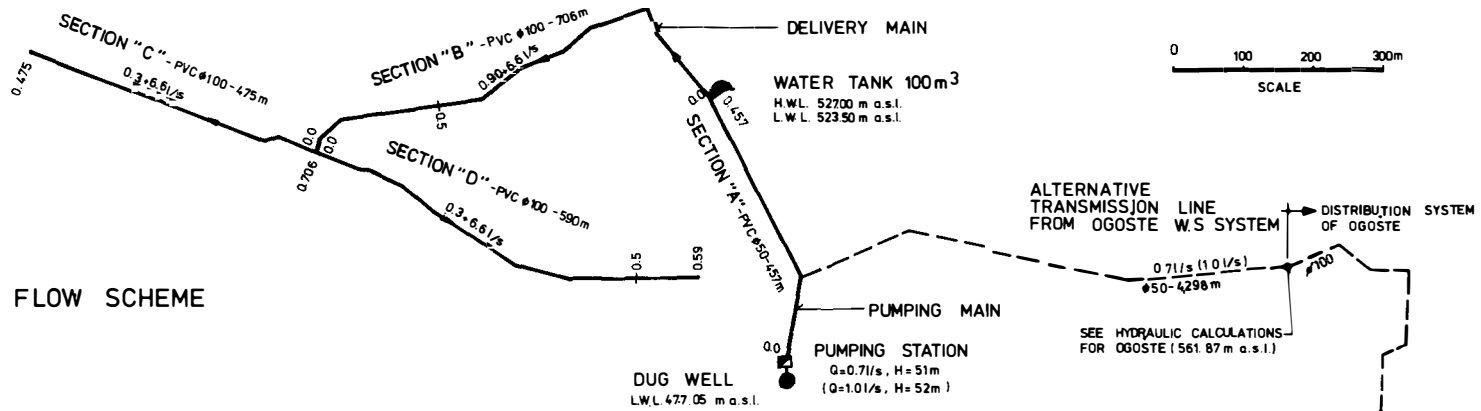 SECTION "C" - PVC ϕ100 - 475m
0.3+6.6 l/s
0.475
0.0
SECTION "B" - PVC ϕ100 - 706m
0.90+6.6 l/s
0.5
0.0
0.706
SECTION "D" - PVC ϕ100 - 590m
0.3+6.6 l/s
0.5
0.59
DELIVERY MAIN
WATER TANK 100m³
H.W.L. 527.00 m a.s.l.
L.W.L. 523.50 m a.s.l.
0.0
0.457
SECTION "A" - PVC ϕ50 - 457m
0 100 200 300m
SCALE
ALTERNATIVE
TRANSMISSION LINE
FROM OGOSTE W.S SYSTEM
DISTRIBUTION SYSTEM
OF OGOSTE
0.7 l/s (1.0 l/s)
ϕ50 - 4,298m
ϕ100
SEE HYDRAULIC CALCULATIONS
FOR OGOSTE (561.87 m a.s.l.)
FLOW SCHEME
PUMPING MAIN
0.0
PUMPING STATION
Q=0.7 l/s, H=51m
(Q=1.0 l/s, H=52m)
DUG WELL
L.W.L. 477.05 m a.s.l.